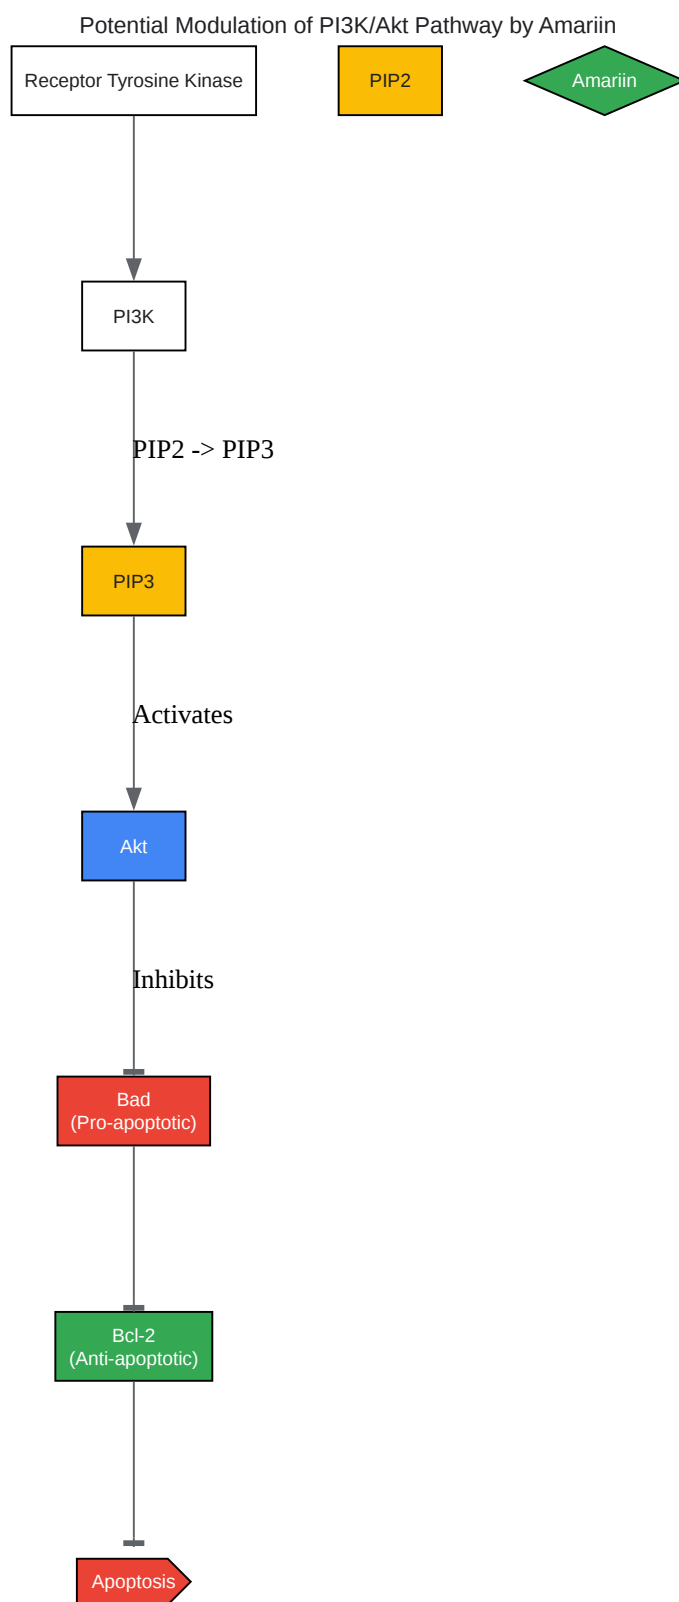 Potential Modulation of PI3K/Akt Pathway by Amariin
Receptor Tyrosine Kinase
PIP2
Amariin
PI3K
PIP2 -> PIP3
PIP3
Activates
Akt
Inhibits
Bad
(Pro-apoptotic)
Bcl-2
(Anti-apoptotic)
Apoptosis